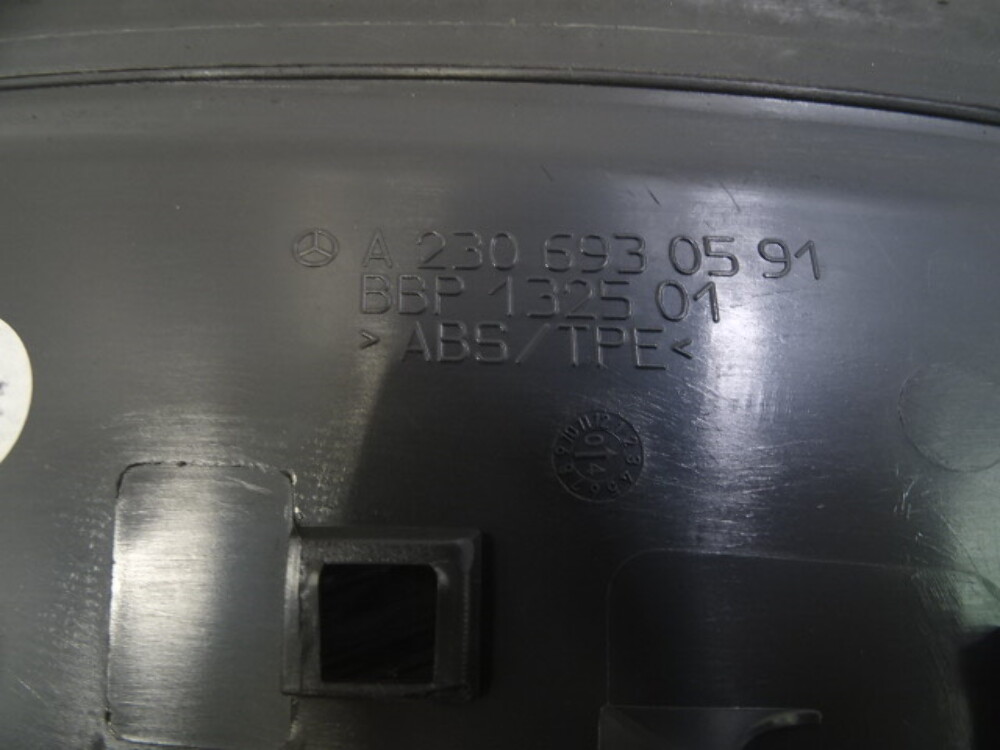 A 230 693 05 91
BBP 1325 01
> ABS/TPE <